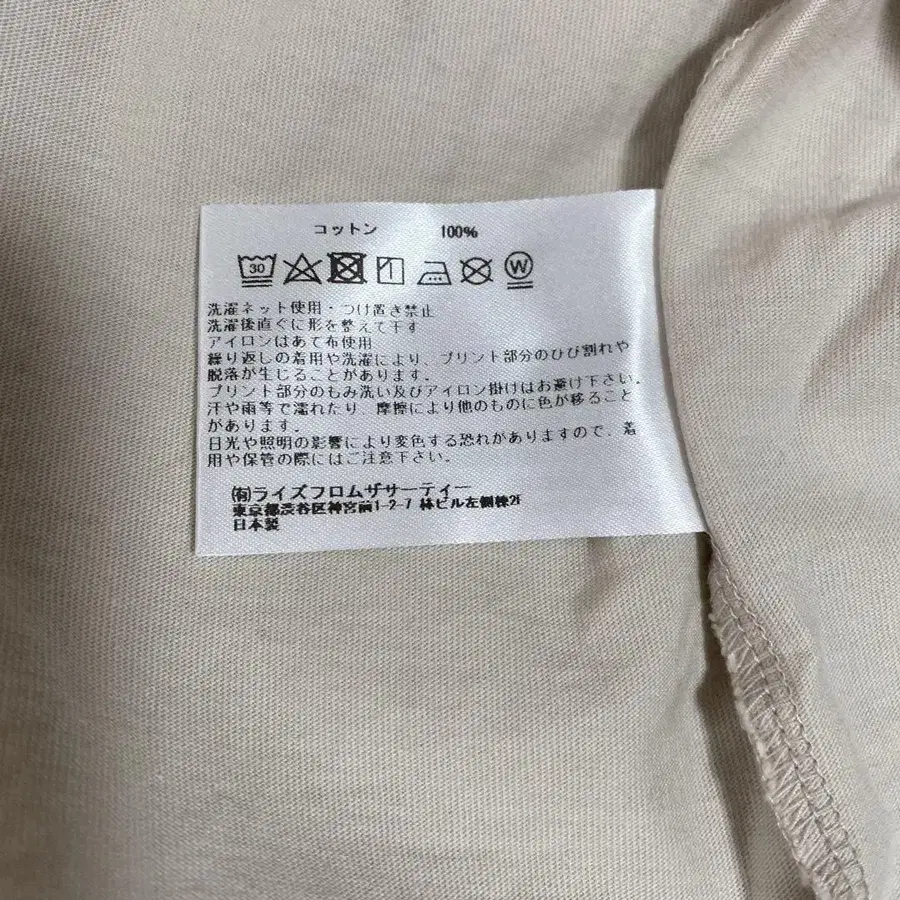 コットン 100%
30 W
洗濯ネット使用・つけ置き禁止
洗濯後直ぐに形を整えて干す
アイロンはあて布使用
繰り返しの着用や洗濯により、プリント部分のひび割れや
脱落が生じることがあります。
プリント部分のもみ洗い及びアイロン掛けはお避け下さい。
汗や雨等で濡れたり、摩擦により他のものに色が移ること
があります。
日光や照明の影響により変色する恐れがありますので、着
用や保管の際にはご注意下さい。
㈲ライズフロムザサーティー
東京都渋谷区神宮前1-2-7 林ビル左側棟2F
日本製